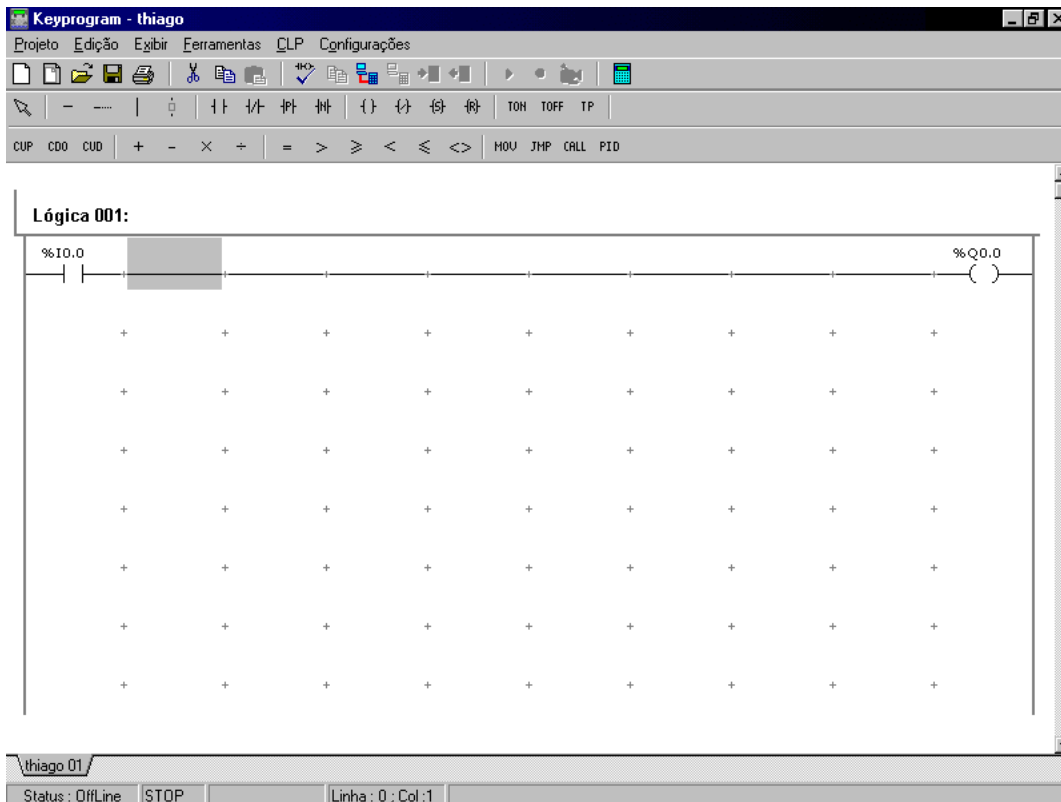 Keyprogram - thiago
Projeto Edição Exibir Ferramentas CLP Configurações
P N S R TON TOFF TP
CUP CDO CUD + - × ÷ = > ≥ < ≤ <> MOV JMP CALL PID
Lógica 001:
%I0.0 %Q0.0
thiago 01
Status : OffLine STOP Linha : 0 : Col :1